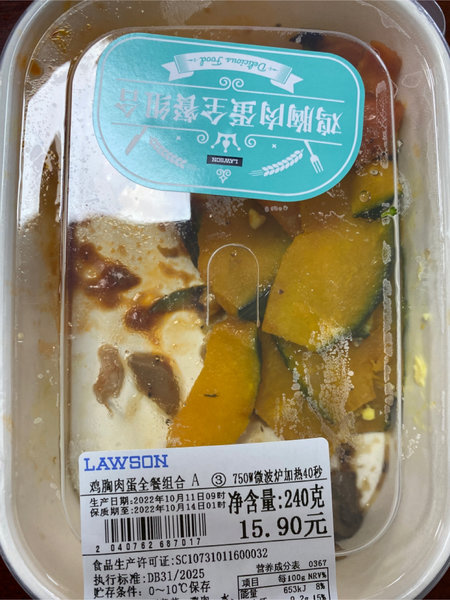 Delicious Food
鸡胸肉蛋全餐组合
LAWSON
LAWSON
鸡胸肉蛋全餐组合 A ③ 750W微波炉加热40秒
生产日期:2022年10月11日09时
保质期至:2022年10月14日01时
净含量:240克
15.90元
2 040762 687017
食品生产许可证:SC10731011600032
执行标准:DB31/2025
贮存条件: 0~10℃保存
营养成分表 0367
项目 每100g NRV%
能量 653kJ 8%
9.2g 15%